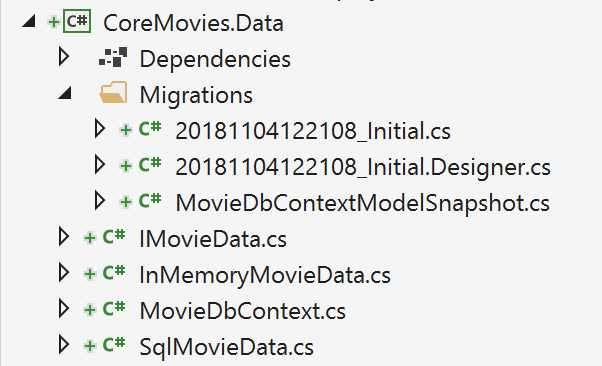 C# CoreMovies.Data
Dependencies
Migrations
C# 20181104122108_Initial.cs
C# 20181104122108_Initial.Designer.cs
C# MovieDbContextModelSnapshot.cs
C# IMovieData.cs
C# InMemoryMovieData.cs
C# MovieDbContext.cs
C# SqlMovieData.cs